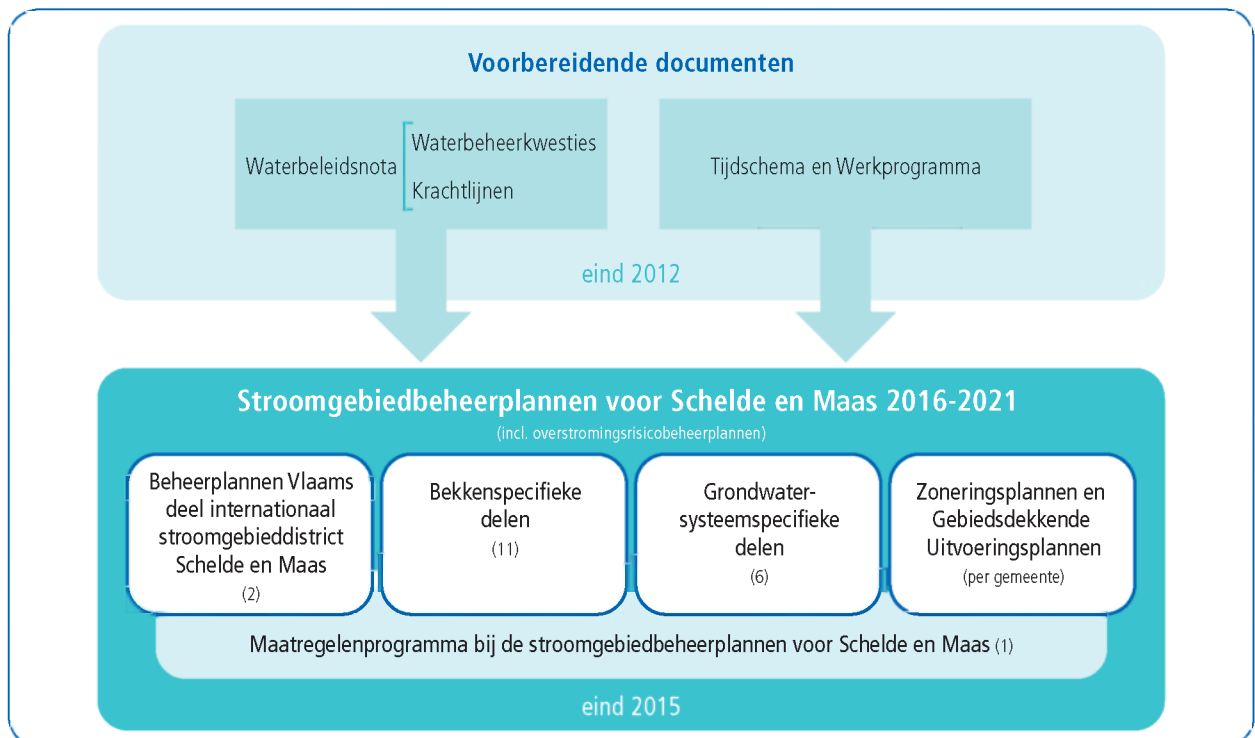 Voorbereidende documenten
Waterbeleidsnota
Waterbeheerkwesties
Krachtlijnen
Tijdschema en Werkprogramma
eind 2012
Stroomgebiedbeheerplannen voor Schelde en Maas 2016-2021
(incl. overstromingsrisicobeheerplannen)
Beheerplannen Vlaams
deel internationaal
stroomgebieddistrict
Schelde en Maas
(2)
Bekkenspecifieke
delen
(11)
Grondwater-
systeemspecifieke
delen
(6)
Zoneringsplannen en
Gebiedsdekkende
Uitvoeringsplannen
(per gemeente)
Maatregelenprogramma bij de stroomgebiedbeheerplannen voor Schelde en Maas (1)
eind 2015